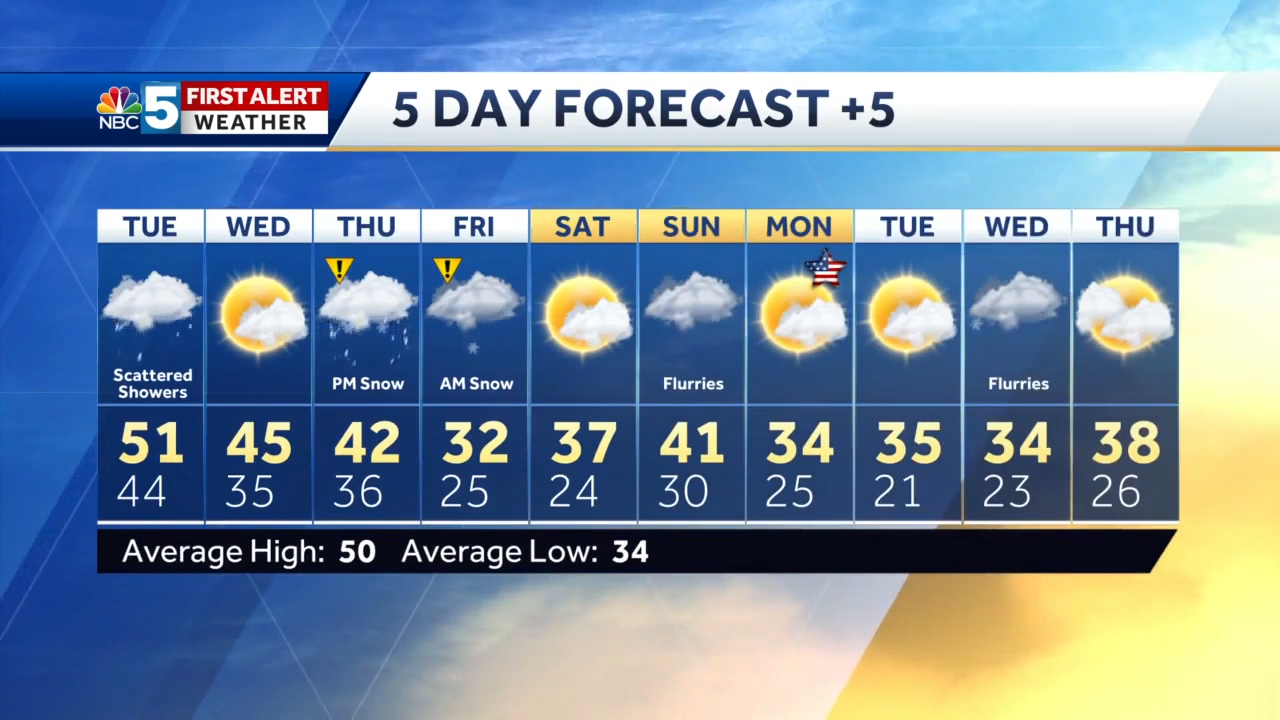 NBC 5 FIRST ALERT WEATHER
5 DAY FORECAST +5
TUE WED THU FRI SAT SUN MON TUE WED THU
! !
Scattered
Showers
PM Snow AM Snow Flurries Flurries
51 45 42 32 37 41 34 35 34 38
44 35 36 25 24 30 25 21 23 26
Average High: 50 Average Low: 34